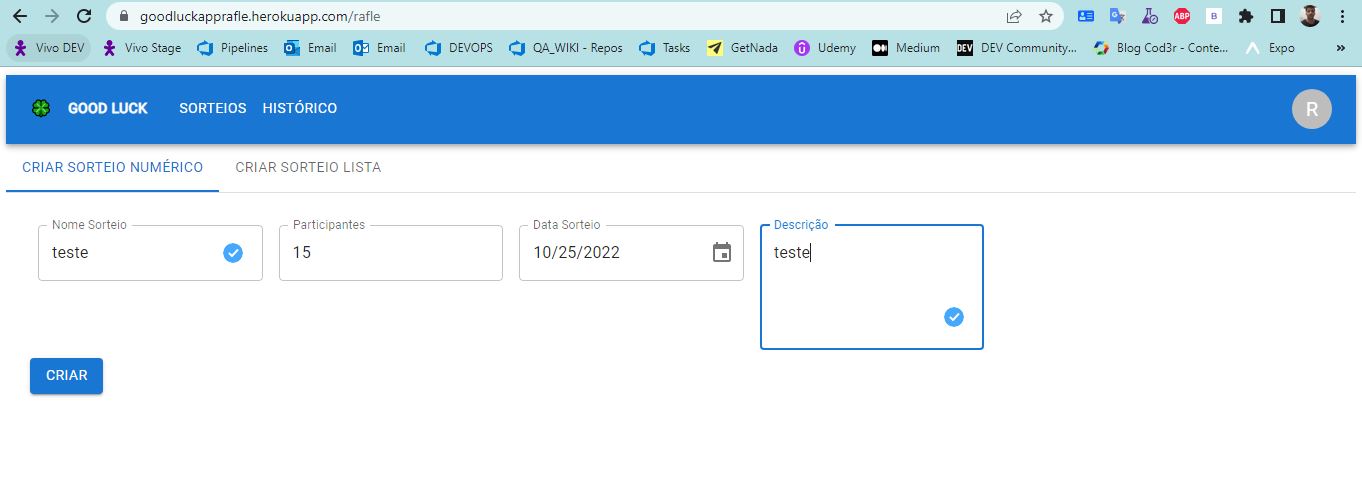 goodluckapprafle.herokuapp.com/rafle
ABP
B
Vivo DEV Vivo Stage Pipelines Email Email DEVOPS QA_WIKI - Repos Tasks GetNada Udemy DEV Medium DEV Community... Blog Cod3r - Conte... Expo »
GOOD LUCK SORTEIOS HISTÓRICO R
CRIAR SORTEIO NUMÉRICO CRIAR SORTEIO LISTA
Nome Sorteio Participantes Data Sorteio Descrição
teste 15 10/25/2022 teste
CRIAR